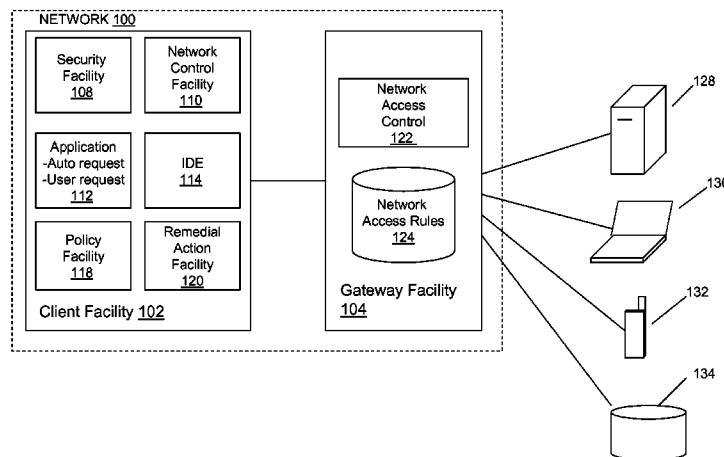 NETWORK 100
Security
Facility
108
Network
Control
Facility
110
Application
-Auto request
-User request
112
IDE
114
Policy
Facility
118
Remedial
Action
Facility
120
Client Facility 102
Network
Access
Control
122
Network
Access Rules
124
Gateway Facility
104
128
130
132
134